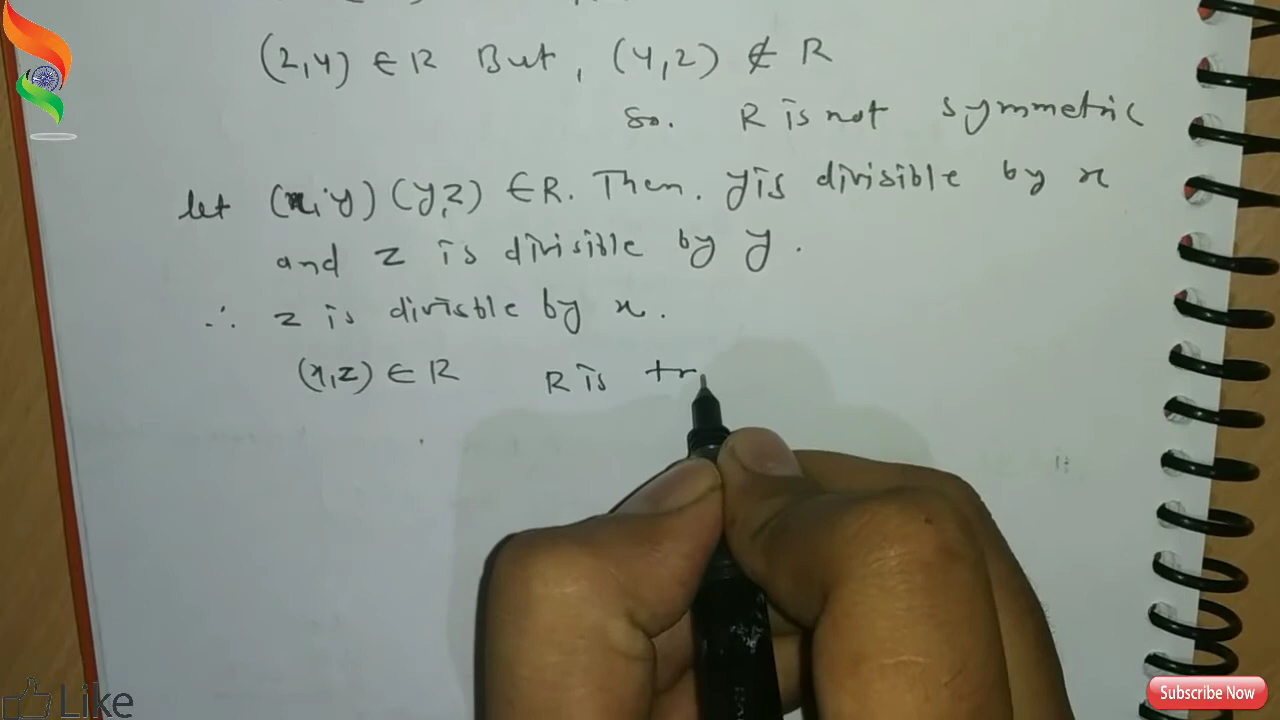 (2,4) ∈ R But, (4,2) ∉ R
So. R is not symmetric
let (x,y) (y,z) ∈ R. Then. y is divisible by x
and z is divisible by y.
∴ z is divisble by x.
(x,z) ∈ R R is tr
Like
Subscribe Now